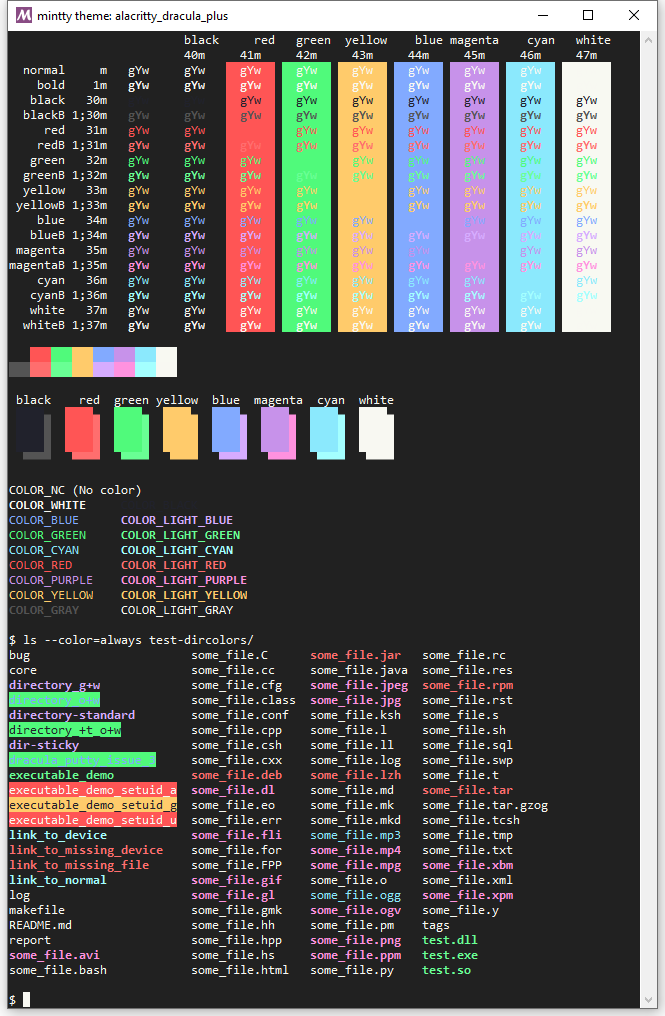 black red green yellow blue magenta cyan white
40m 41m 42m 43m 44m 45m 46m 47m
normal m gYw gYw gYw gYw gYw gYw gYw gYw
bold 1m gYw gYw gYw gYw gYw gYw gYw gYw
black 30m gYw gYw gYw gYw gYw gYw gYw
blackB 1;30m gYw gYw gYw gYw gYw gYw gYw gYw gYw
red 31m gYw gYw gYw gYw gYw gYw gYw gYw
redB 1;31m gYw gYw gYw gYw gYw gYw gYw gYw gYw
green 32m gYw gYw gYw gYw gYw gYw gYw gYw
greenB 1;32m gYw gYw gYw gYw gYw gYw gYw gYw gYw
yellow 33m gYw gYw gYw gYw gYw gYw gYw gYw
yellowB 1;33m gYw gYw gYw gYw gYw gYw gYw gYw
blue 34m gYw gYw gYw gYw gYw gYw gYw gYw
blueB 1;34m gYw gYw gYw gYw gYw gYw gYw gYw gYw
magenta 35m gYw gYw gYw gYw gYw gYw gYw gYw
magentaB 1;35m gYw gYw gYw gYw gYw gYw gYw gYw gYw
cyan 36m gYw gYw gYw gYw gYw gYw gYw gYw
cyanB 1;36m gYw gYw gYw gYw gYw gYw gYw gYw gYw
white 37m gYw gYw gYw gYw gYw gYw gYw gYw
whiteB 1;37m gYw gYw gYw gYw gYw gYw gYw gYw
black red green yellow blue magenta cyan white
COLOR_NC (No color)
COLOR_WHITE
COLOR_BLUE COLOR_LIGHT_BLUE
COLOR_GREEN COLOR_LIGHT_GREEN
COLOR_CYAN COLOR_LIGHT_CYAN
COLOR_RED COLOR_LIGHT_RED
COLOR_PURPLE COLOR_LIGHT_PURPLE
COLOR_YELLOW COLOR_LIGHT_YELLOW
COLOR_GRAY COLOR_LIGHT_GRAY
$ ls --color=always test-dircolors/
bug some_file.C some_file.jar some_file.rc
core some_file.cc some_file.java some_file.res
directory_g+w some_file.cfg some_file.jpeg some_file.rpm
directory_o+w some_file.class some_file.jpg some_file.rst
directory-standard some_file.conf some_file.ksh some_file.s
directory_+t_o+w some_file.cpp some_file.l some_file.sh
dir-sticky some_file.csh some_file.ll some_file.sql
dracula_putty_issue_5 some_file.cxx some_file.log some_file.swp
executable_demo some_file.deb some_file.lzh some_file.t
executable_demo_setuid_a some_file.dl some_file.md some_file.tar
executable_demo_setuid_g some_file.eo some_file.mk some_file.tar.gzog
executable_demo_setuid_u some_file.err some_file.mkd some_file.tcsh
link_to_device some_file.fli some_file.mp3 some_file.tmp
link_to_missing_device some_file.for some_file.mp4 some_file.txt
link_to_missing_file some_file.FPP some_file.mpg some_file.xbm
link_to_normal some_file.gif some_file.o some_file.xml
log some_file.gl some_file.ogg some_file.xpm
makefile some_file.gmk some_file.ogv some_file.y
README.md some_file.hh some_file.pm tags
report some_file.hpp some_file.png test.dll
some_file.avi some_file.hs some_file.ppm test.exe
some_file.bash some_file.html some_file.py test.so
$
mintty theme: alacritty_dracula_plus